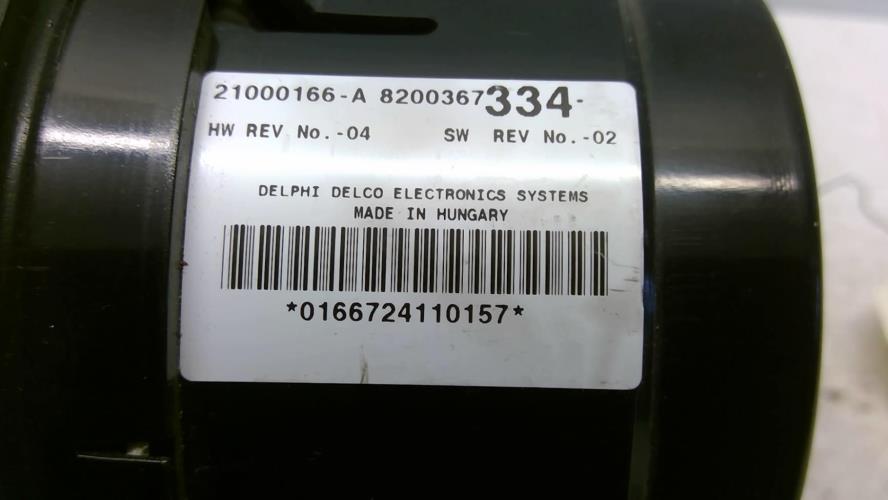 21000166-A 8200367334-
HW REV No.-04 SW REV No.-02
DELPHI DELCO ELECTRONICS SYSTEMS
MADE IN HUNGARY
*0166724110157*